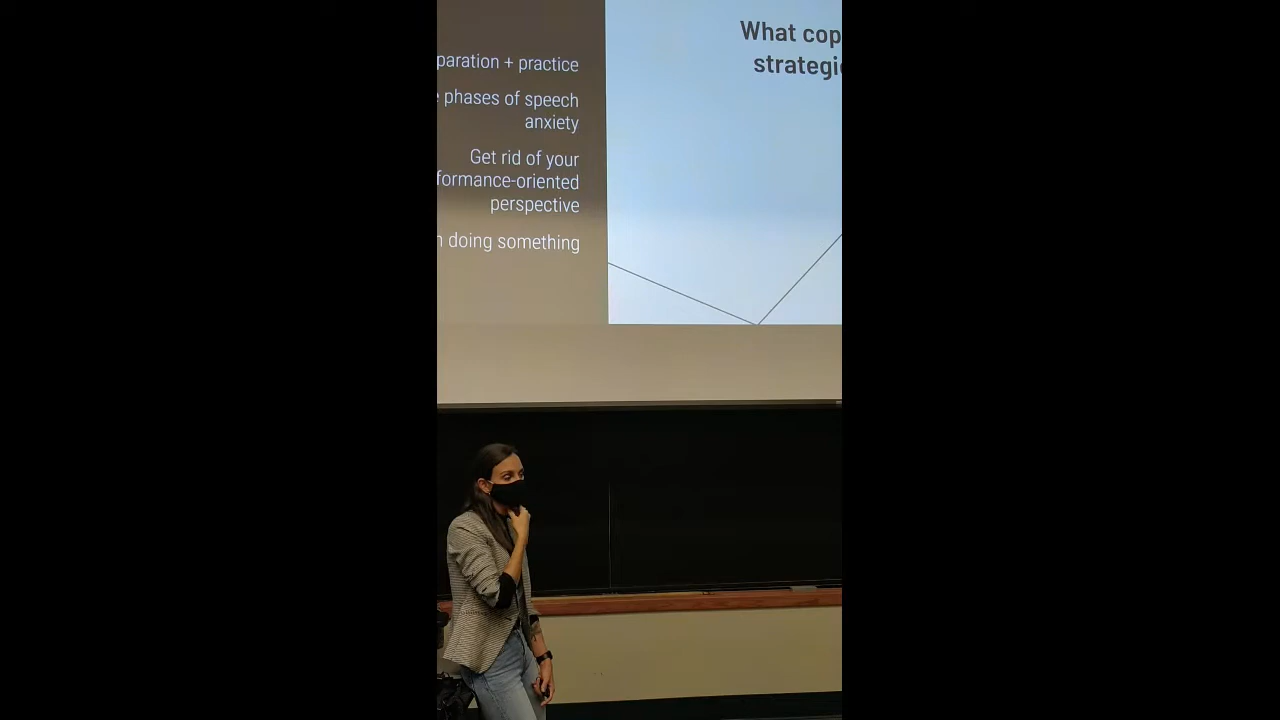 paration + practice
phases of speech
anxiety
Get rid of your
formance-oriented
perspective
doing something
What cop
strategi